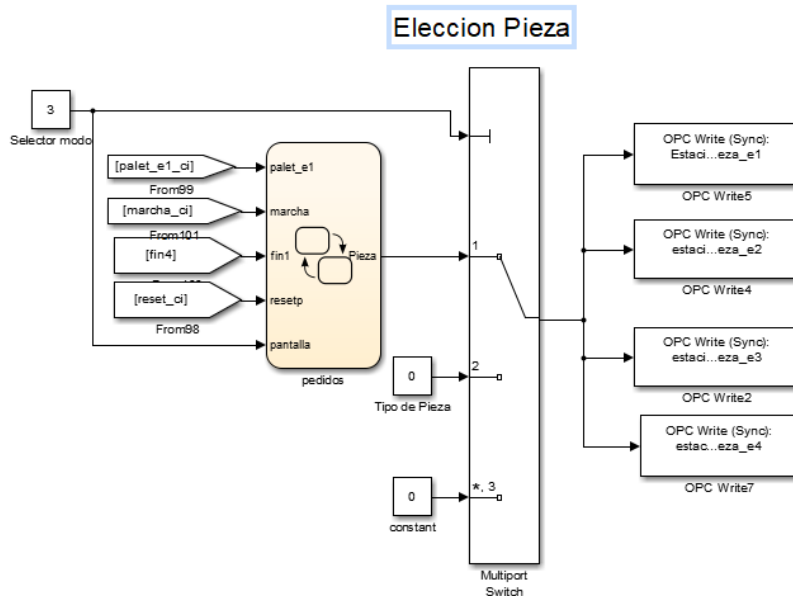 Eleccion Pieza
3
Selector modo
[palet_e1_ci]
From99
[marcha_ci]
From101
[fin4]
[reset_ci]
From98
palet_e1
marcha
fin1
Pieza
resetp
pantalla
pedidos
0
Tipo de Pieza
0
constant
1
2
*, 3
Multiport
Switch
OPC Write (Sync):
Estaci...eza_e1
OPC Write5
OPC Write (Sync):
estaci...eza_e2
OPC Write4
OPC Write (Sync):
estaci...eza_e3
OPC Write2
OPC Write (Sync):
estac...eza_e4
OPC Write7